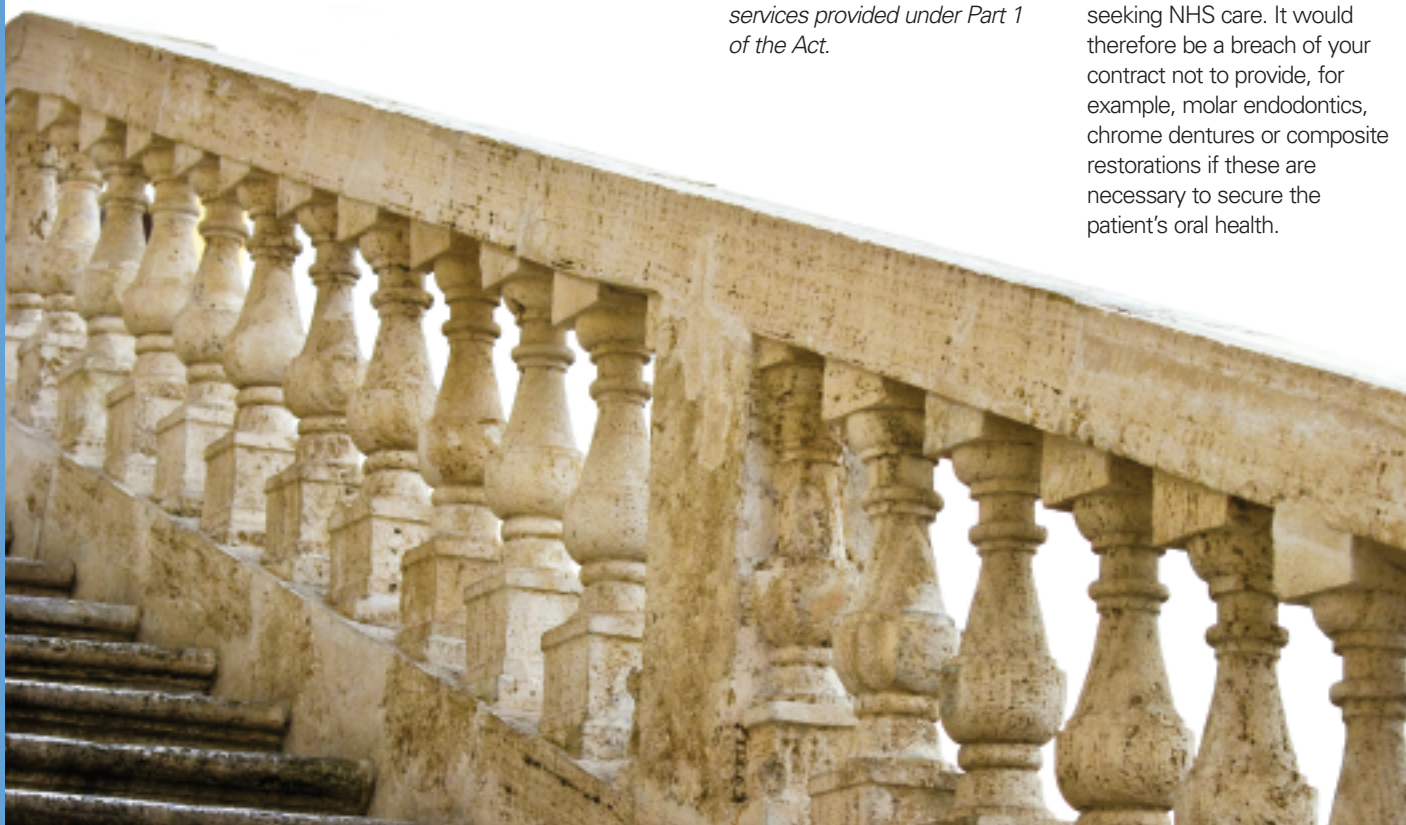 services provided under Part 1
of the Act.
seeking NHS care. It would
therefore be a breach of your
contract not to provide, for
example, molar endodontics,
chrome dentures or composite
restorations if these are
necessary to secure the
patient's oral health.